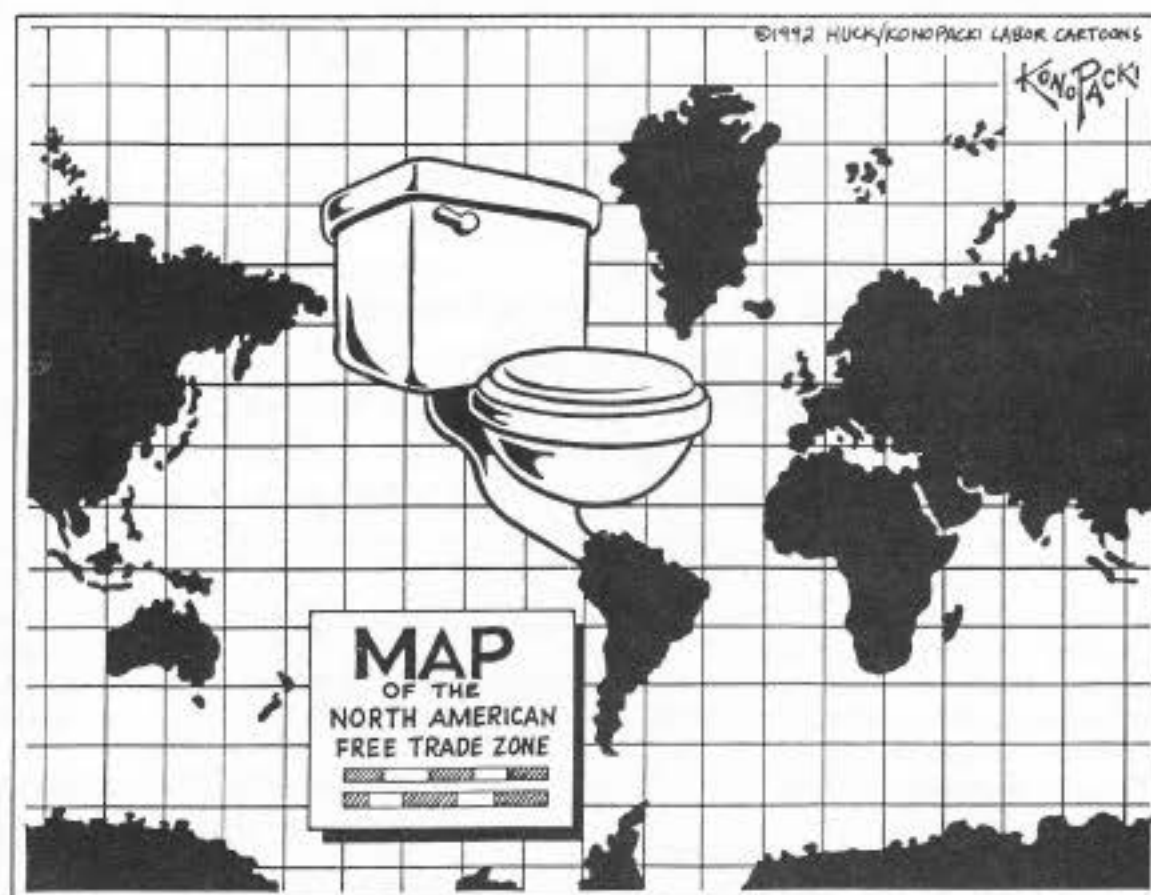 ©1992 HUCK/KONOPACKI LABOR CARTOONS
KONOPACKI
MAP
OF THE
NORTH AMERICAN
FREE TRADE ZONE